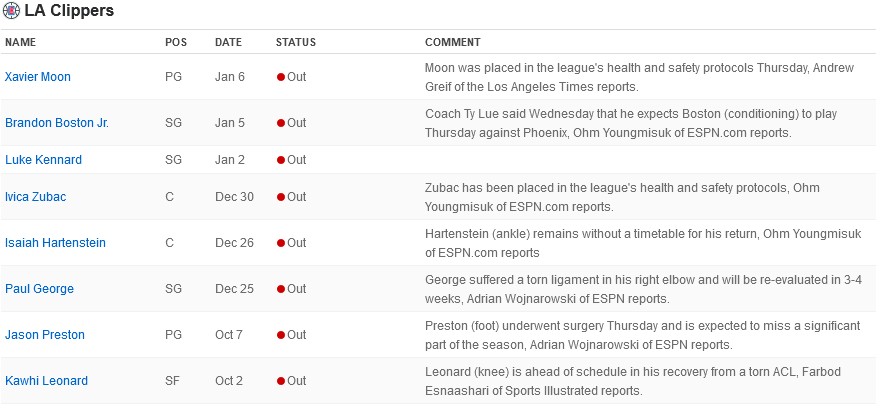 LA Clippers
NAME POS DATE STATUS COMMENT
Xavier Moon PG Jan 6 Out Moon was placed in the league's health and safety protocols Thursday, Andrew
Greif of the Los Angeles Times reports.
Brandon Boston Jr. SG Jan 5 Out Coach Ty Lue said Wednesday that he expects Boston (conditioning) to play
Thursday against Phoenix, Ohm Youngmisuk of ESPN.com reports.
Luke Kennard SG Jan 2 Out
Ivica Zubac C Dec 30 Out Zubac has been placed in the league's health and safety protocols, Ohm
Youngmisuk of ESPN.com reports.
Isaiah Hartenstein C Dec 26 Out Hartenstein (ankle) remains without a timetable for his return, Ohm Youngmisuk
of ESPN.com reports
Paul George SG Dec 25 Out George suffered a torn ligament in his right elbow and will be re-evaluated in 3-4
weeks, Adrian Wojnarowski of ESPN reports.
Jason Preston PG Oct 7 Out Preston (foot) underwent surgery Thursday and is expected to miss a significant
part of the season, Adrian Wojnarowski of ESPN reports.
Kawhi Leonard SF Oct 2 Out Leonard (knee) is ahead of schedule in his recovery from a torn ACL, Farbod
Esnaashari of Sports Illustrated reports.